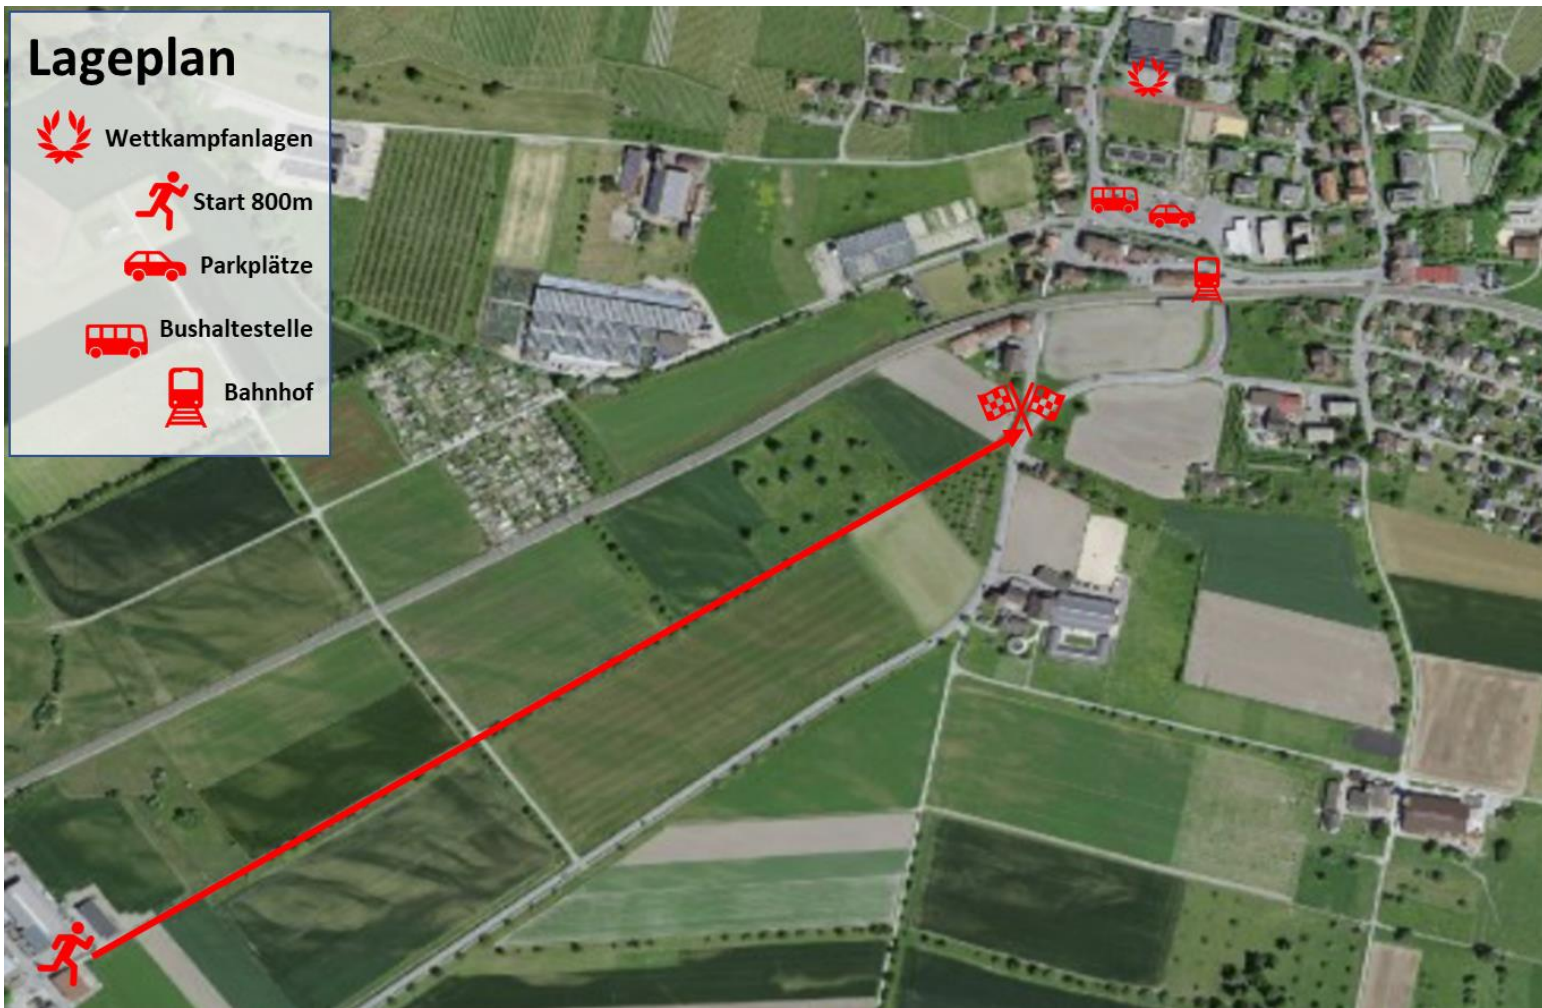 Lageplan
Wettkampfanlagen
Start 800m
Parkplätze
Bushaltestelle
Bahnhof